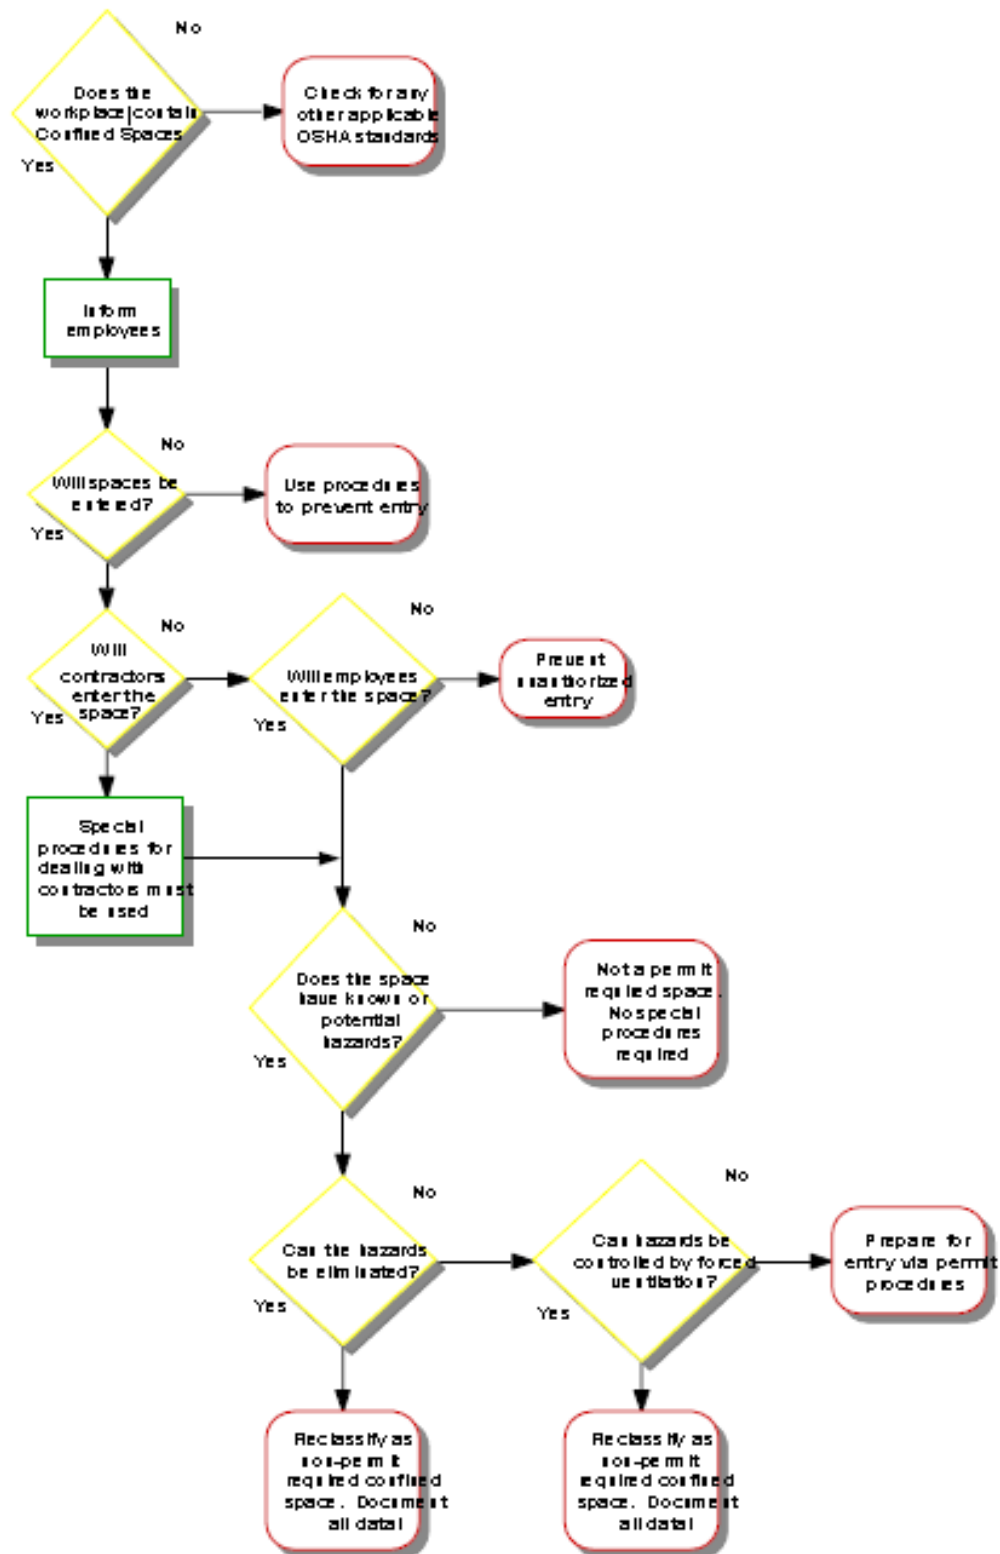 No
Does the
workplace contain
Confined Spaces
Yes
Check for any
other applicable
OSHA standards
Inform
employees
No
Will spaces be
entered?
Yes
Use procedures
to prevent entry
No
Will
contractors
enter the
space?
Yes
No
Will employees
enter the space?
Yes
Prevent
unauthorized
entry
Special
procedures for
dealing with
contractors must
be used
No
Does the space
have known or
potential
hazards?
Yes
Not a permit
required space.
No special
procedures
required
No
Can the hazards
be eliminated?
Yes
No
Can hazards be
controlled by forced
ventilation?
Yes
Prepare for
entry via permit
procedures
Reclassify as
non-permit
required confined
space. Document
all data!
Reclassify as
non-permit
required confined
space. Document
all data!